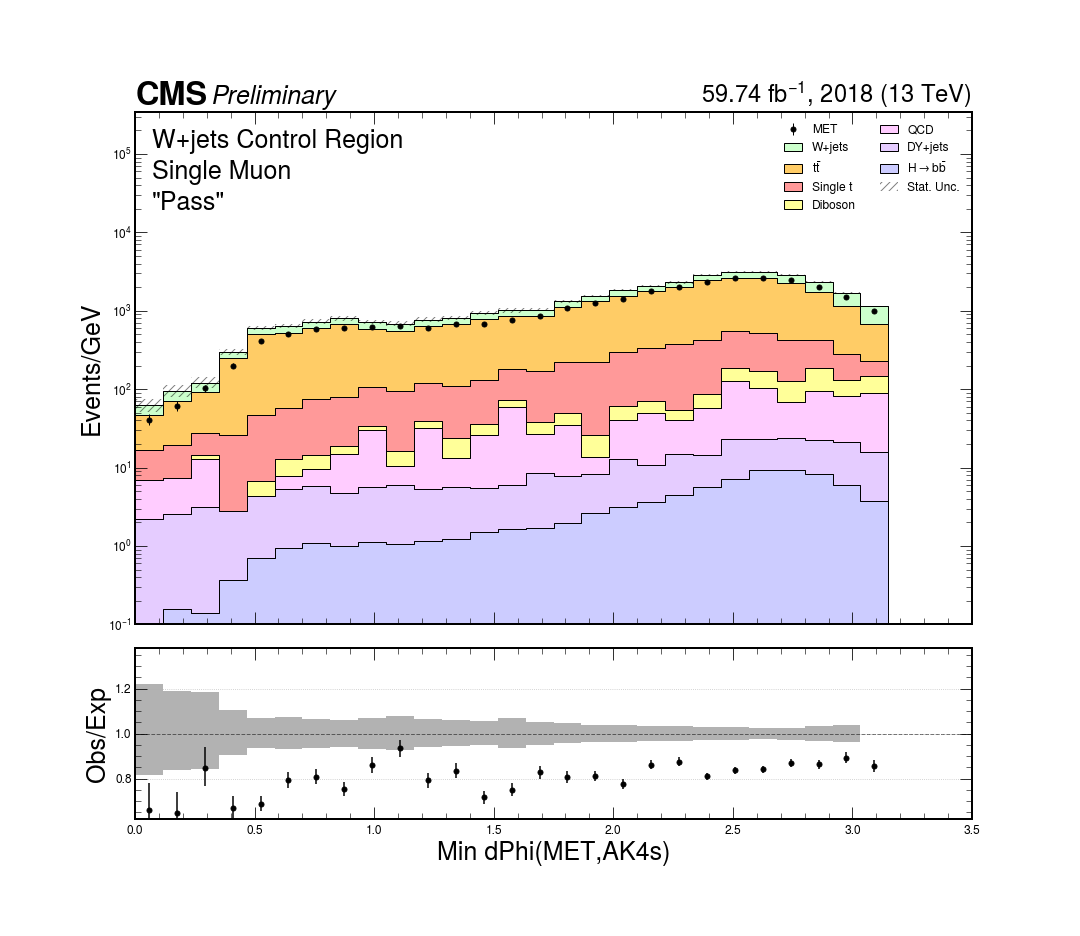 CMS Preliminary
59.74 fb⁻¹, 2018 (13 TeV)
W+jets Control Region
Single Muon
"Pass"
MET
W+jets
tt̄
Single t
Diboson
QCD
DY+jets
H→bb̄
Stat. Unc.
Events/GeV
10⁵
10⁴
10³
10²
10¹
10⁰
10⁻¹
Obs/Exp
1.2
1.0
0.8
0.0 0.5 1.0 1.5 2.0 2.5 3.0 3.5
Min dPhi(MET,AK4s)